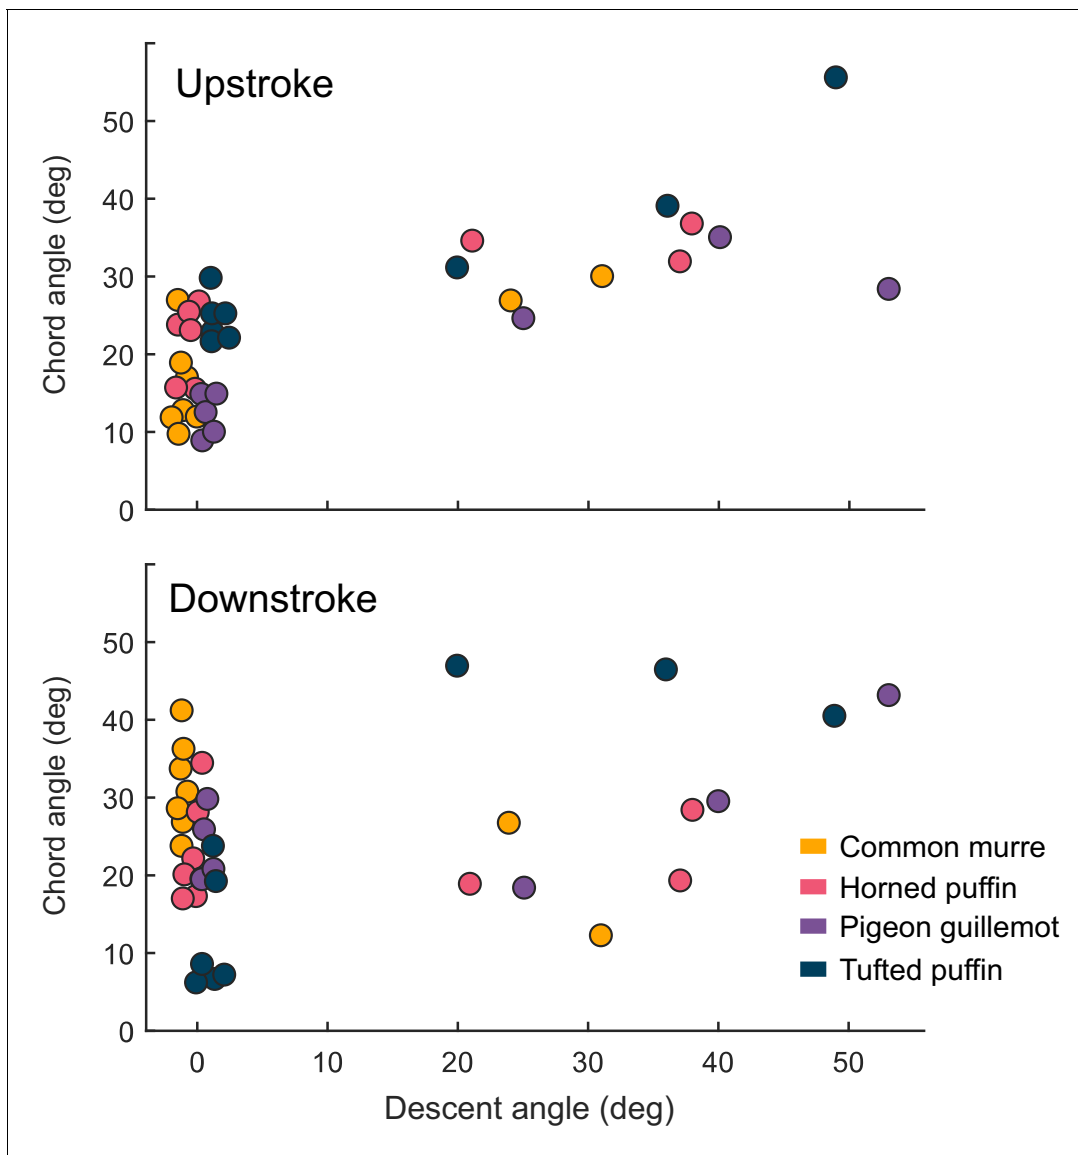 Upstroke
Chord angle (deg)
50
40
30
20
10
0
Downstroke
Chord angle (deg)
50
40
30
20
10
0
Common murre
Horned puffin
Pigeon guillemot
Tufted puffin
0 10 20 30 40 50
Descent angle (deg)